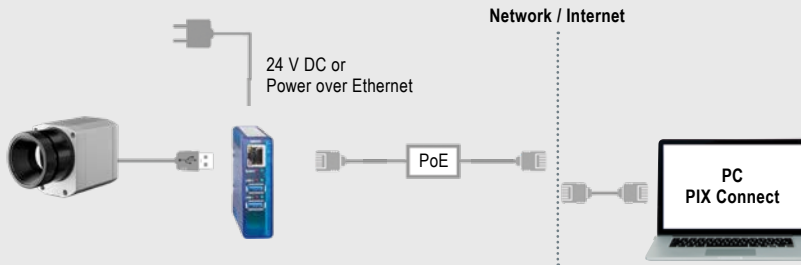 Network / Internet
24 V DC or
Power over Ethernet
PoE
PC
PIX Connect